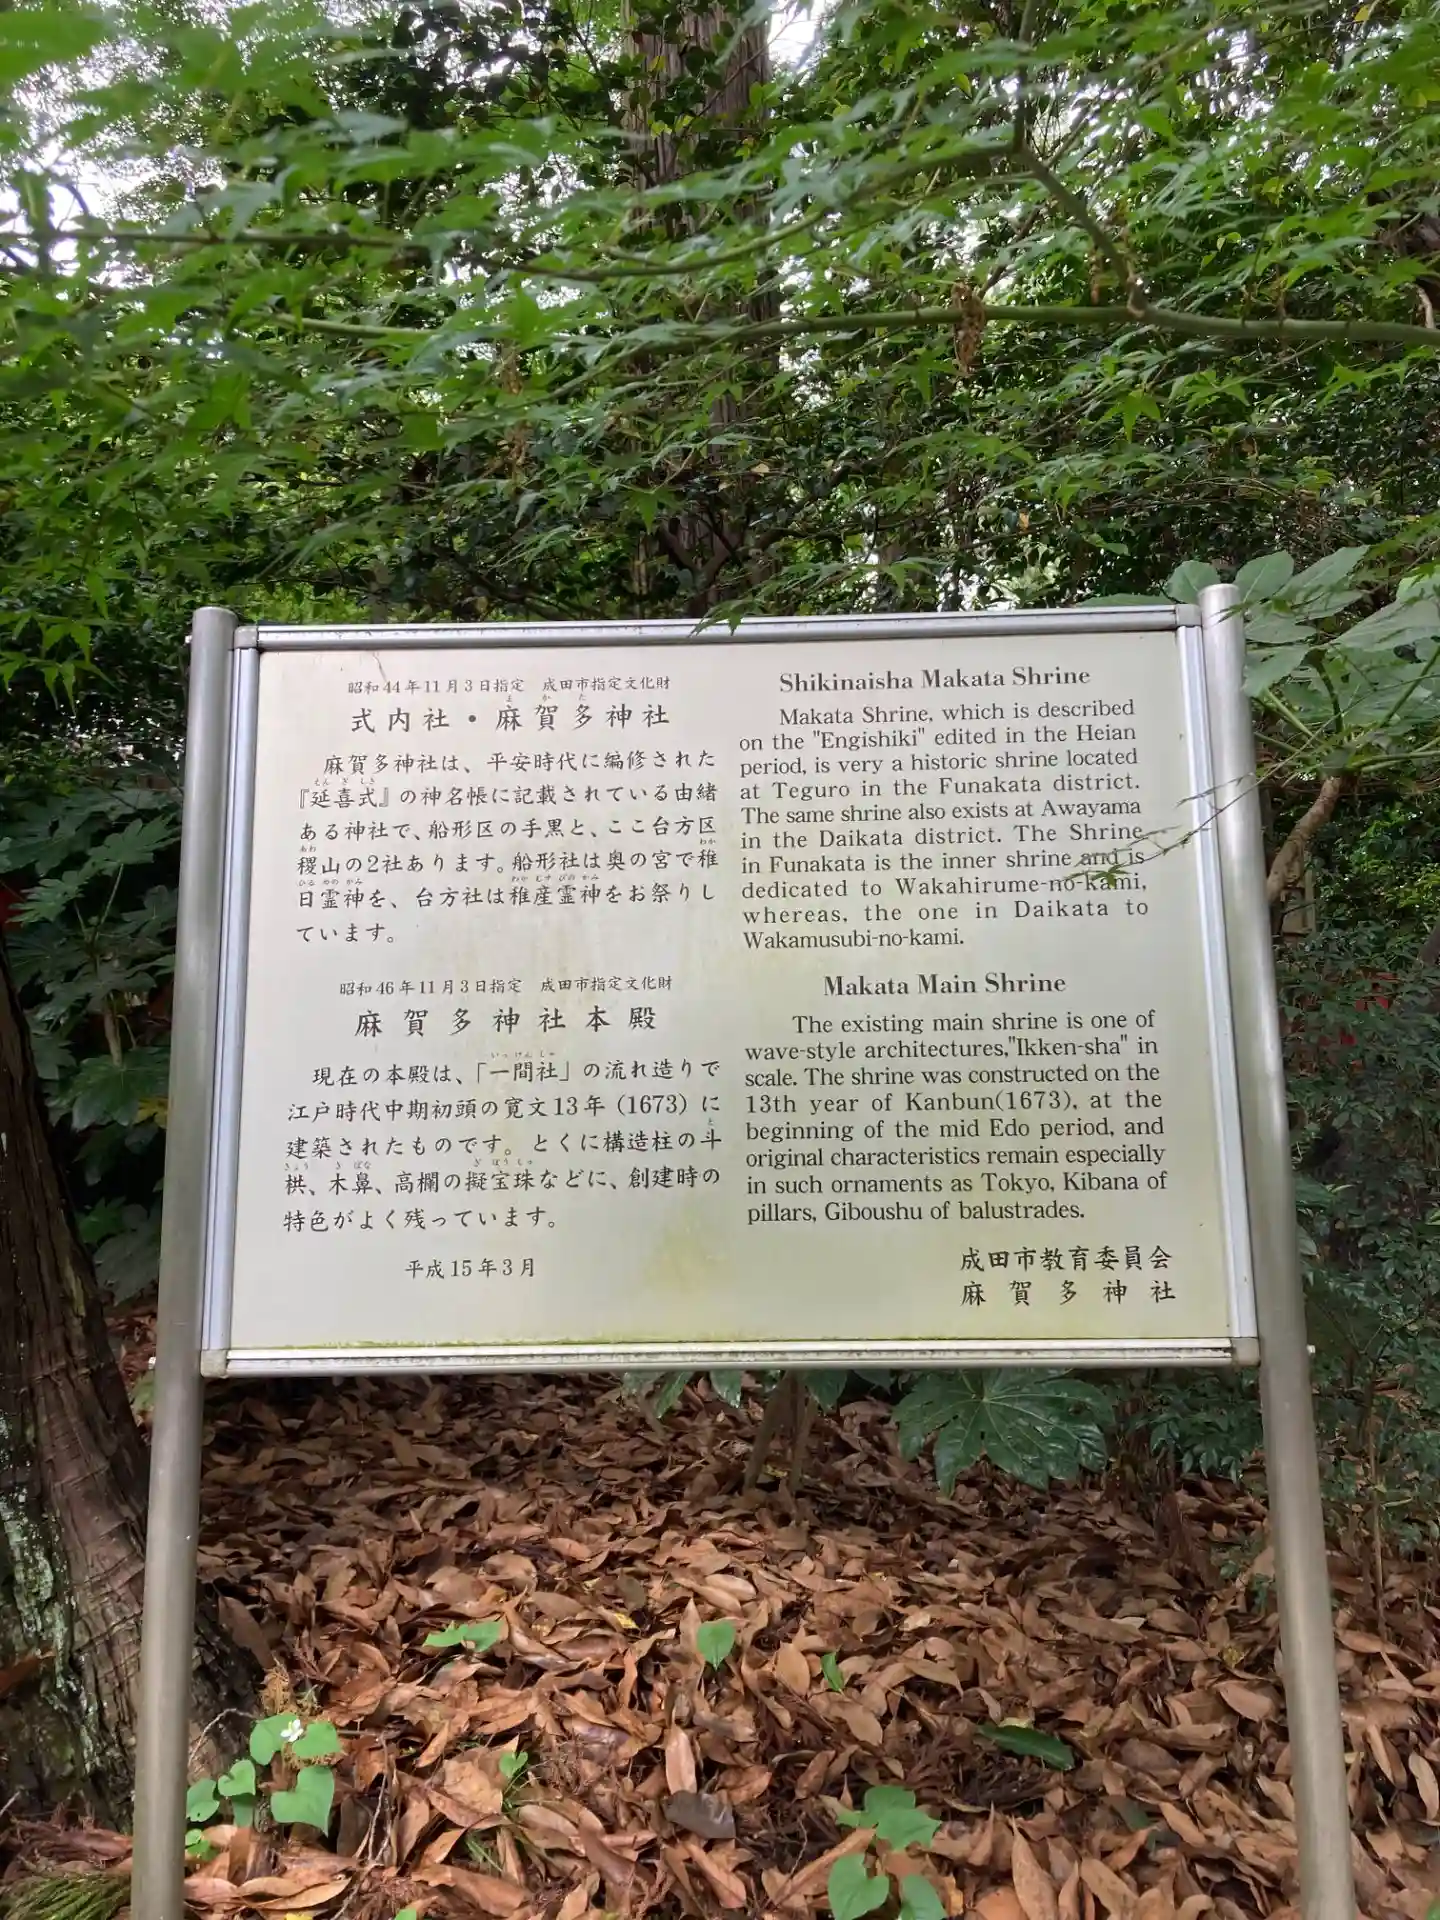 昭和44年11月3日指定　成田市指定文化財
式内社・麻賀多神社
麻賀多神社は、平安時代に編修された
『延喜式』の神名帳に記載されている由緒
ある神社で、船形区の手黒と、ここ台方区
稷山の2社あります。船形社は奥の宮で稚
日霊神を、台方社は稚産霊神をお祭りし
ています。
昭和46年11月3日指定　成田市指定文化財
麻賀多神社本殿
現在の本殿は、「一間社」の流れ造りで
江戸時代中期初頭の寛文13年（1673）に
建築されたものです。とくに構造柱の斗
栱、木鼻、高欄の擬宝珠などに、創建時の
特色がよく残っています。
平成15年3月
Shikinaisha Makata Shrine
Makata Shrine, which is described
on the "Engishiki" edited in the Heian
period, is very a historic shrine located
at Teguro in the Funakata district.
The same shrine also exists at Awayama
in the Daikata district. The Shrine
in Funakata is the inner shrine and is
dedicated to Wakahirume-no-kami,
whereas, the one in Daikata to
Wakamusubi-no-kami.
Makata Main Shrine
The existing main shrine is one of
wave-style architectures,"Ikken-sha" in
scale. The shrine was constructed on the
13th year of Kanbun(1673), at the
beginning of the mid Edo period, and
original characteristics remain especially
in such ornaments as Tokyo, Kibana of
pillars, Giboushu of balustrades.
成田市教育委員会
麻賀多神社